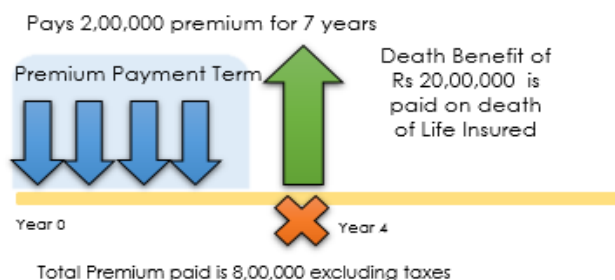 Pays 2,00,000 premium for 7 years
Premium Payment Term
Death Benefit of
Rs 20,00,000 is
paid on death
of Life Insured
Year 0
Year 4
Total Premium paid is 8,00,000 excluding taxes